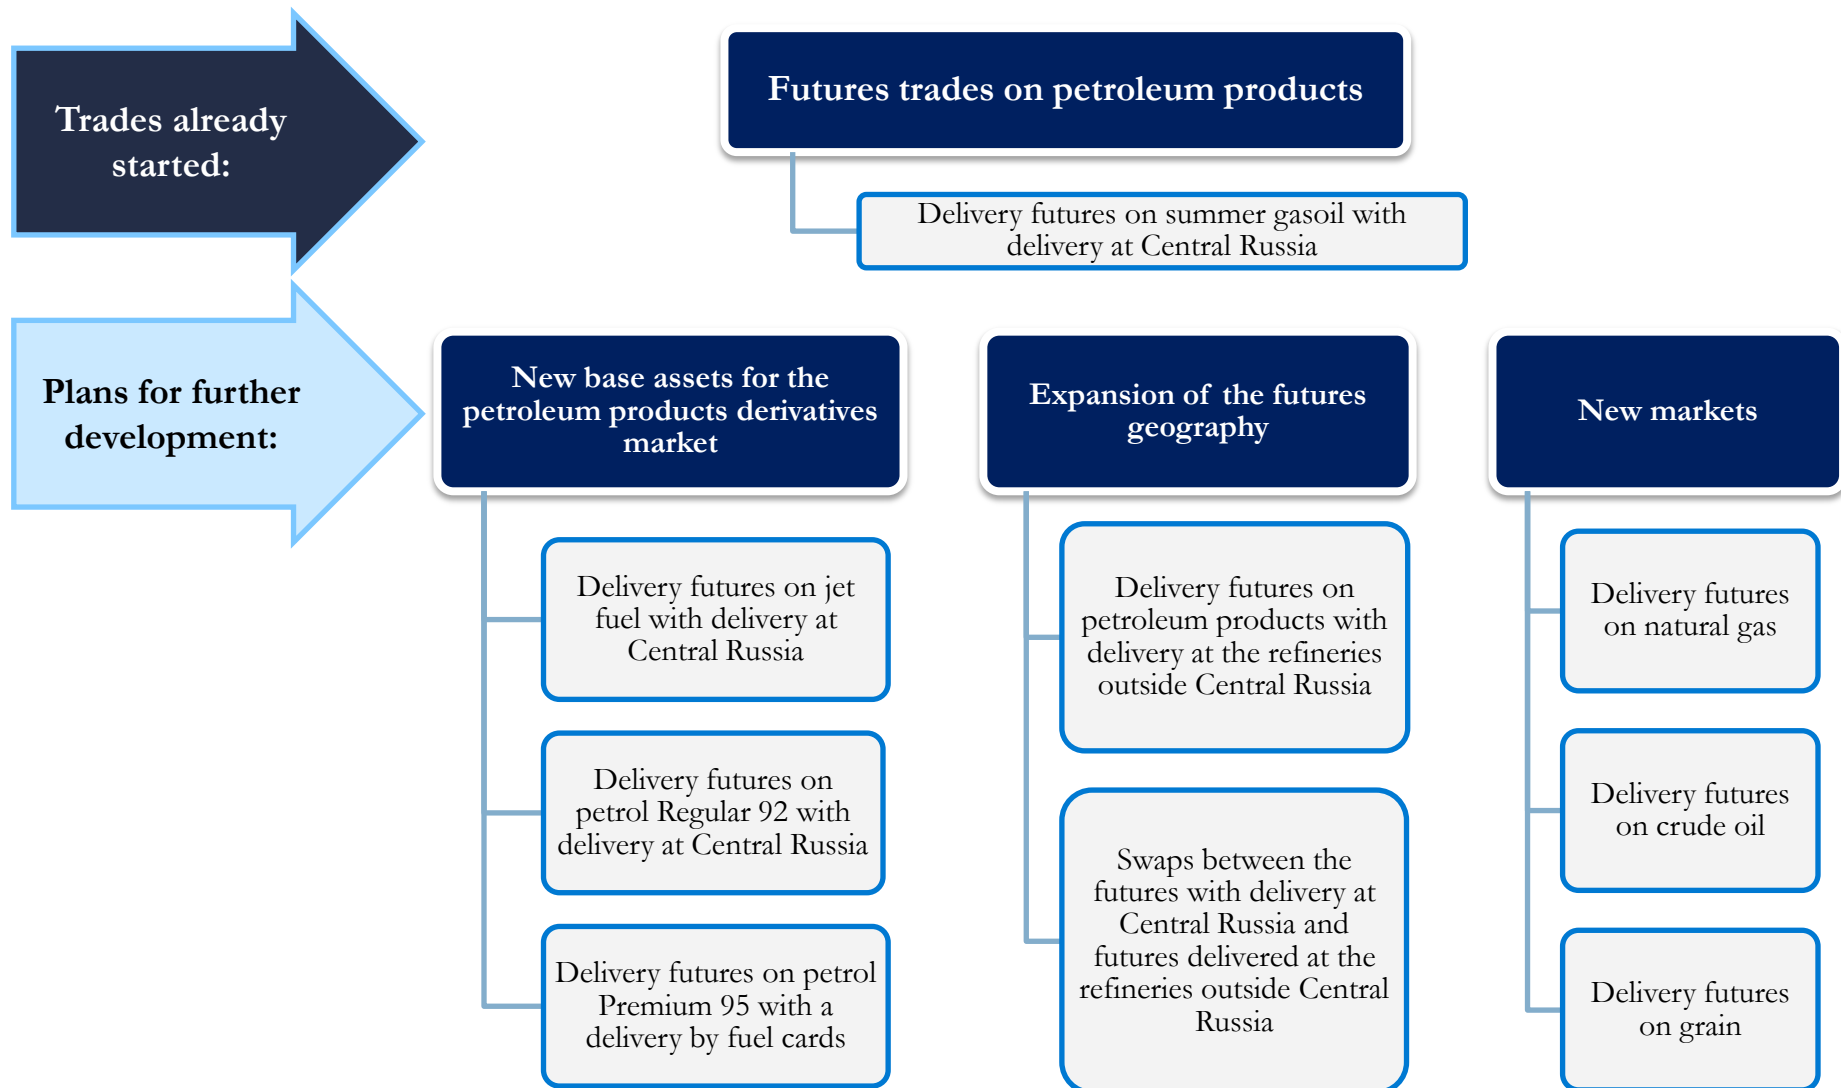 Trades already
started:
Futures trades on petroleum products
Delivery futures on summer gasoil with
delivery at Central Russia
Plans for further
development:
New base assets for the
petroleum products derivatives
market
Delivery futures on jet
fuel with delivery at
Central Russia
Delivery futures on
petrol Regular 92 with
delivery at Central Russia
Delivery futures on petrol
Premium 95 with a
delivery by fuel cards
Expansion of the futures
geography
Delivery futures on
petroleum products with
delivery at the refineries
outside Central Russia
Swaps between the
futures with delivery at
Central Russia and
futures delivered at the
refineries outside Central
Russia
New markets
Delivery futures
on natural gas
Delivery futures
on crude oil
Delivery futures
on grain